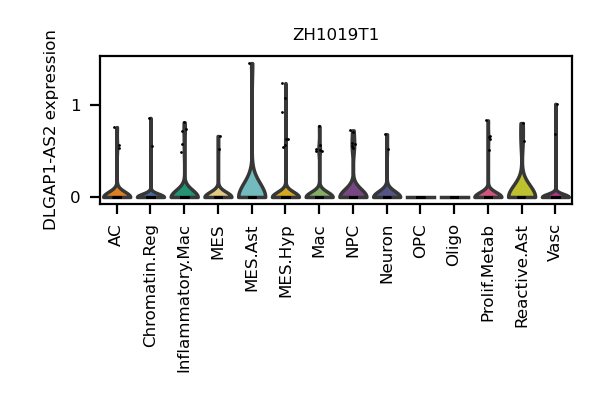 ZH1019T1
DLGAP1-AS2 expression
1
0
AC
Chromatin.Reg
Inflammatory.Mac
MES
MES.Ast
MES.Hyp
Mac
NPC
Neuron
OPC
Oligo
Prolif.Metab
Reactive.Ast
Vasc